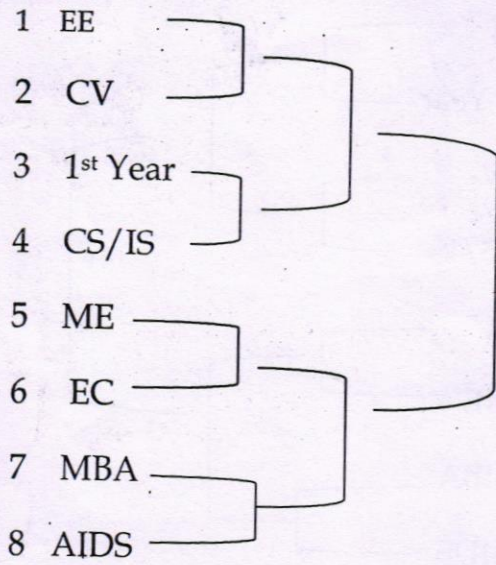 1 EE
2 CV
3 1st Year
4 CS/IS
5 ME
6 EC
7 MBA
8 AIDS